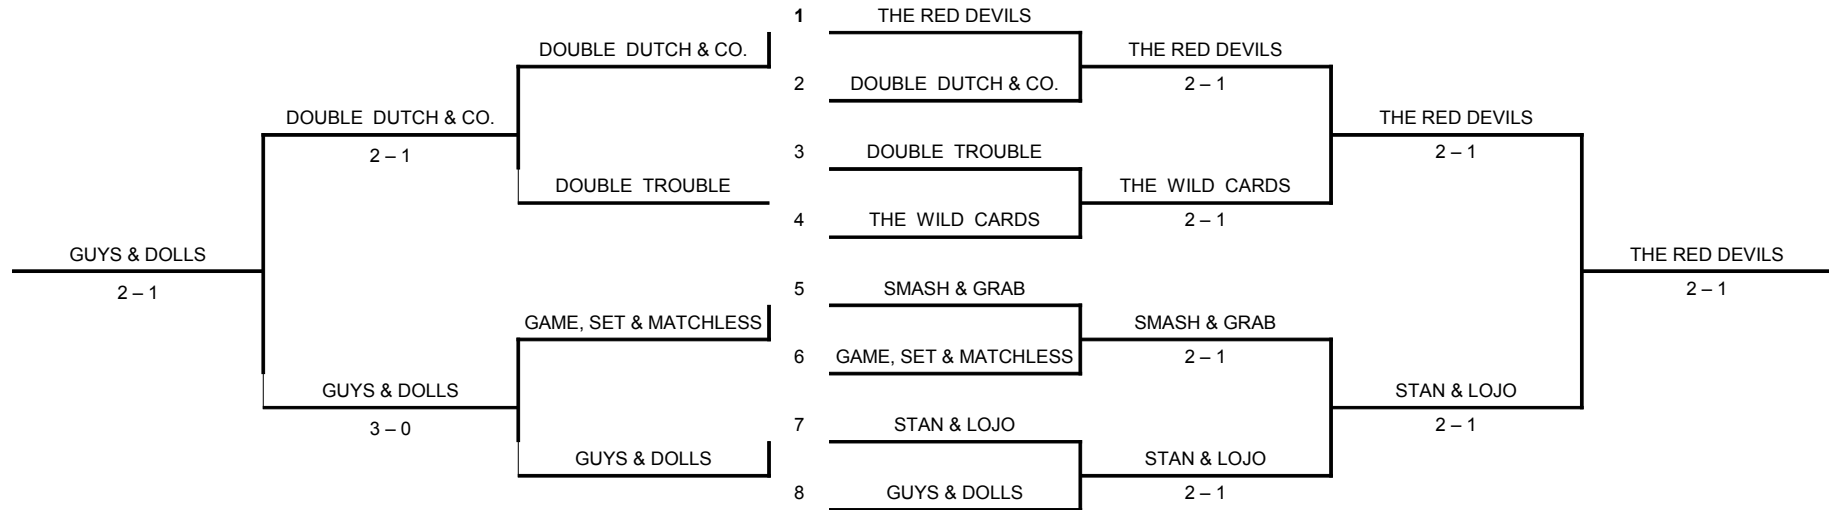 1 THE RED DEVILS
DOUBLE DUTCH & CO. THE RED DEVILS
2 DOUBLE DUTCH & CO. 2 – 1
DOUBLE DUTCH & CO. THE RED DEVILS
2 – 1 3 DOUBLE TROUBLE 2 – 1
DOUBLE TROUBLE THE WILD CARDS
4 THE WILD CARDS 2 – 1
GUYS & DOLLS THE RED DEVILS
2 – 1 5 SMASH & GRAB 2 – 1
GAME, SET & MATCHLESS SMASH & GRAB
6 GAME, SET & MATCHLESS 2 – 1
GUYS & DOLLS STAN & LOJO
3 – 0 7 STAN & LOJO 2 – 1
GUYS & DOLLS STAN & LOJO
8 GUYS & DOLLS 2 – 1